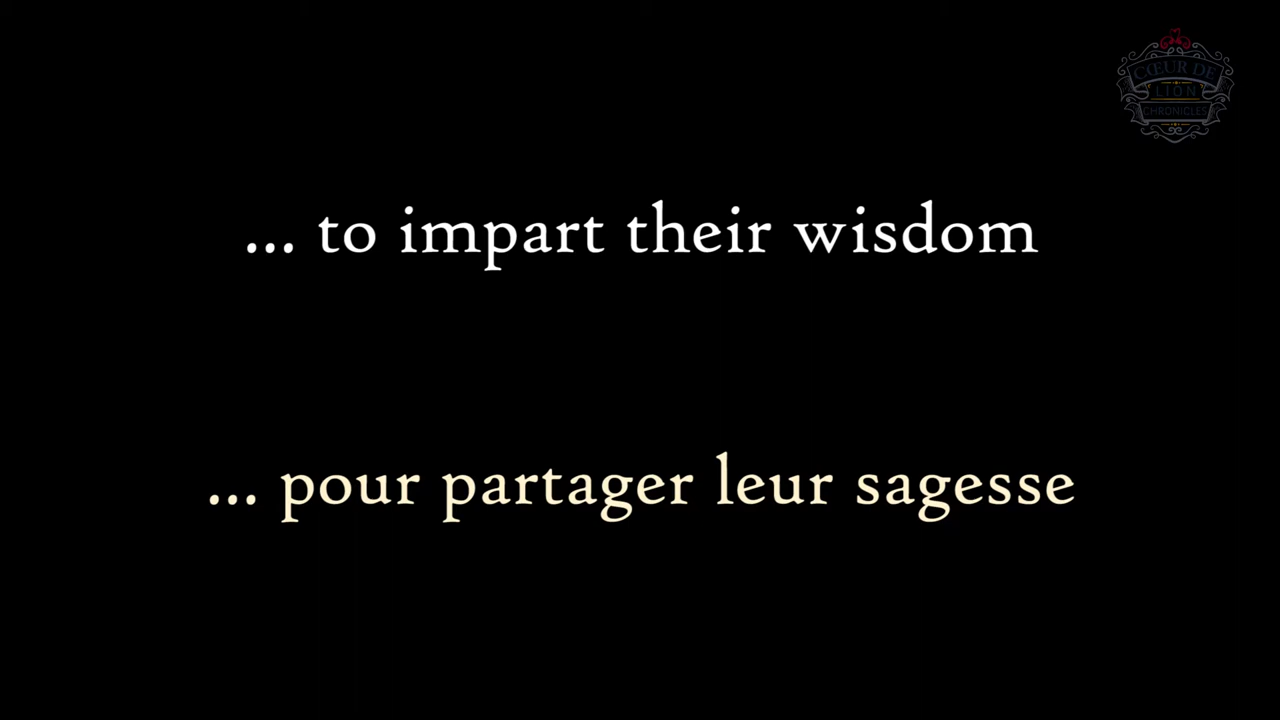 CŒUR DE
LION
CHRONICLES
... to impart their wisdom
... pour partager leur sagesse